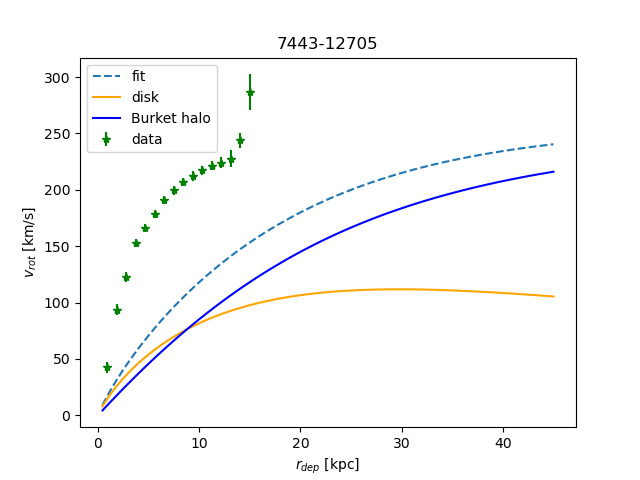 7443-12705
fit
disk
Burket halo
data
300
250
200
150
100
50
0
v_rot [km/s]
0 10 20 30 40
r_dep [kpc]